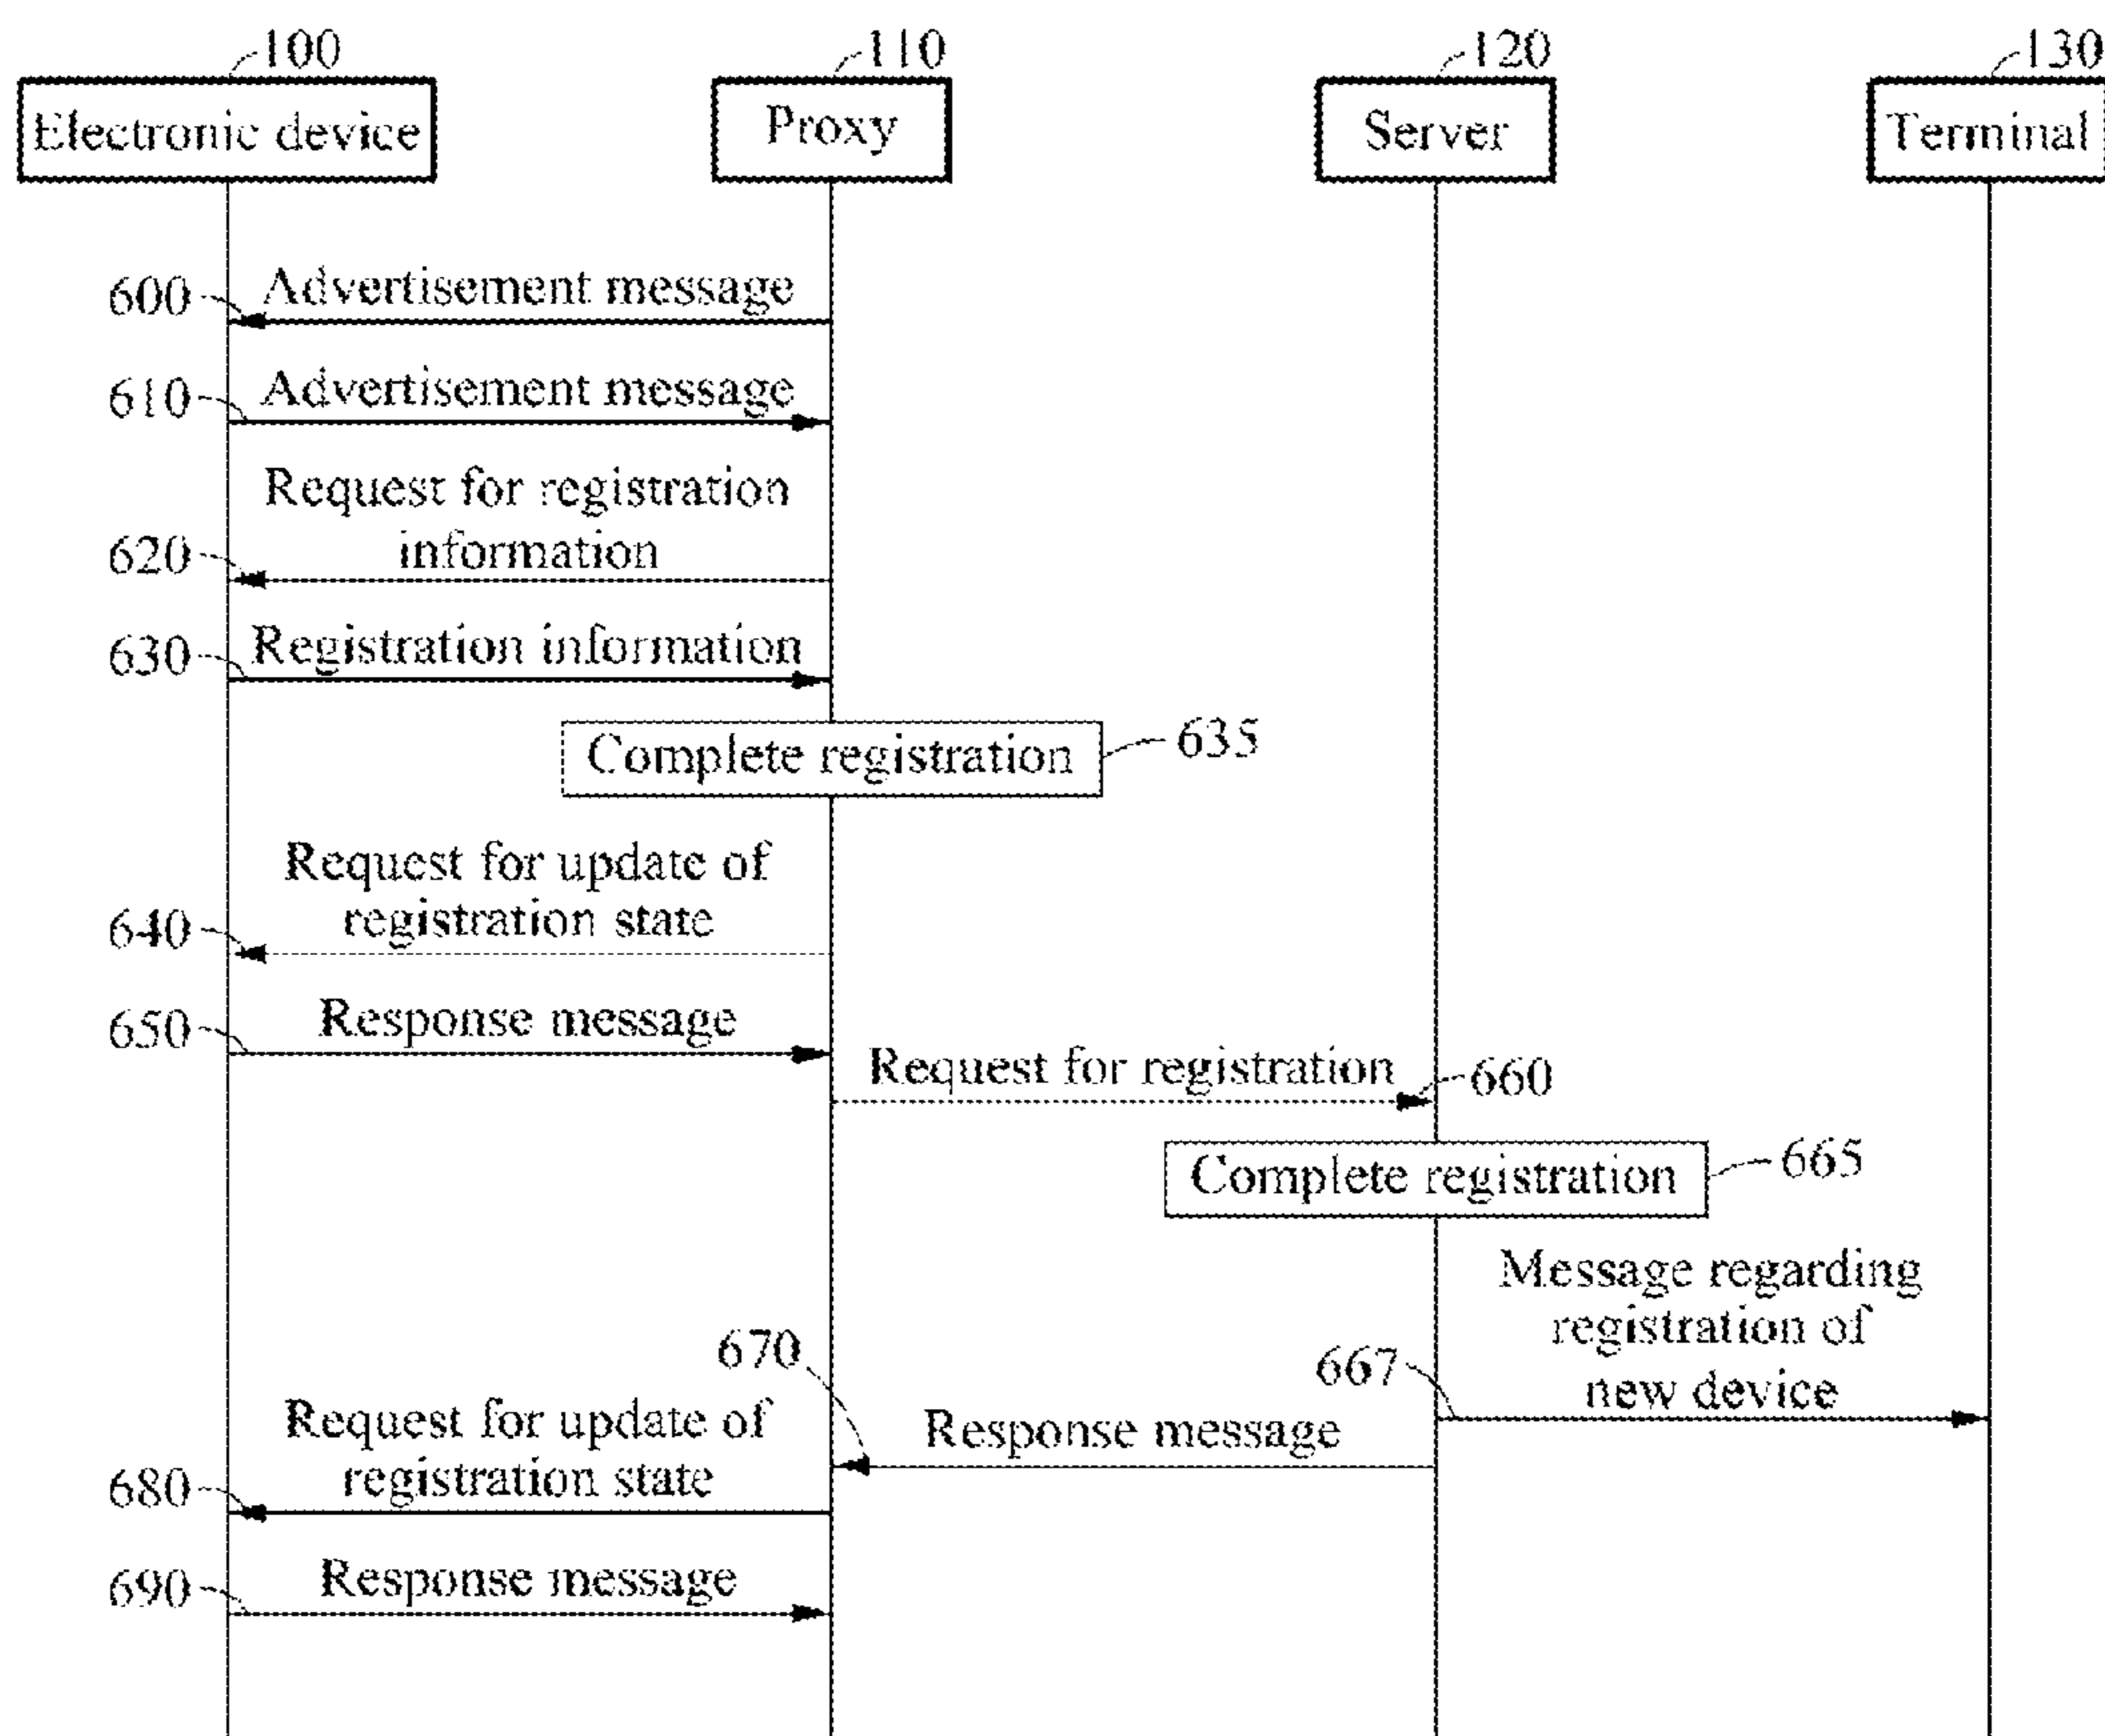 100
110
120
130
Electronic device
Proxy
Server
Terminal
600
Advertisement message
610
Advertisement message
Request for registration
information
620
630
Registration information
Complete registration
635
Request for update of
registration state
640
650
Response message
Request for registration
660
Complete registration
665
Message regarding
registration of
new device
667
670
Response message
Request for update of
registration state
680
690
Response message